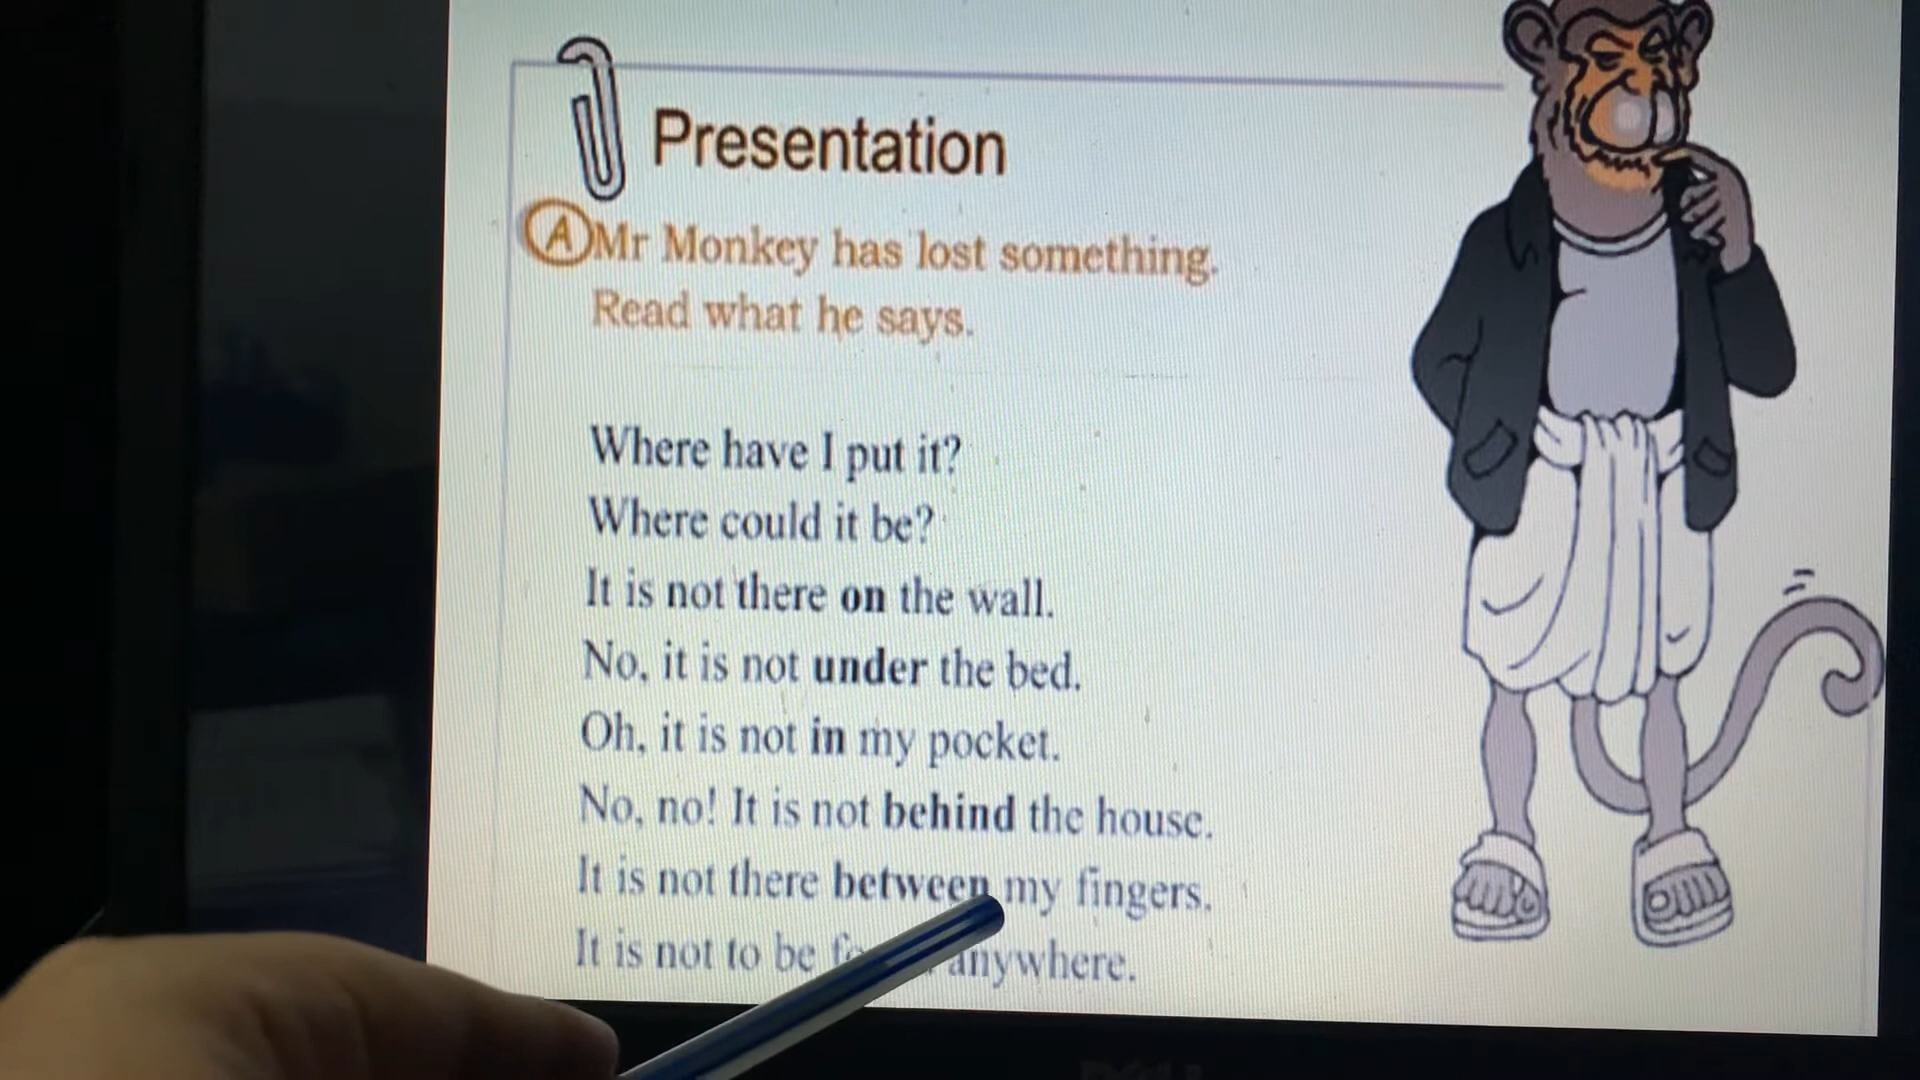 Presentation
A Mr Monkey has lost something.
Read what he says.
Where have I put it?
Where could it be?
It is not there on the wall.
No, it is not under the bed.
Oh, it is not in my pocket.
No, no! It is not behind the house.
It is not there between my fingers.
It is not to be anywhere.